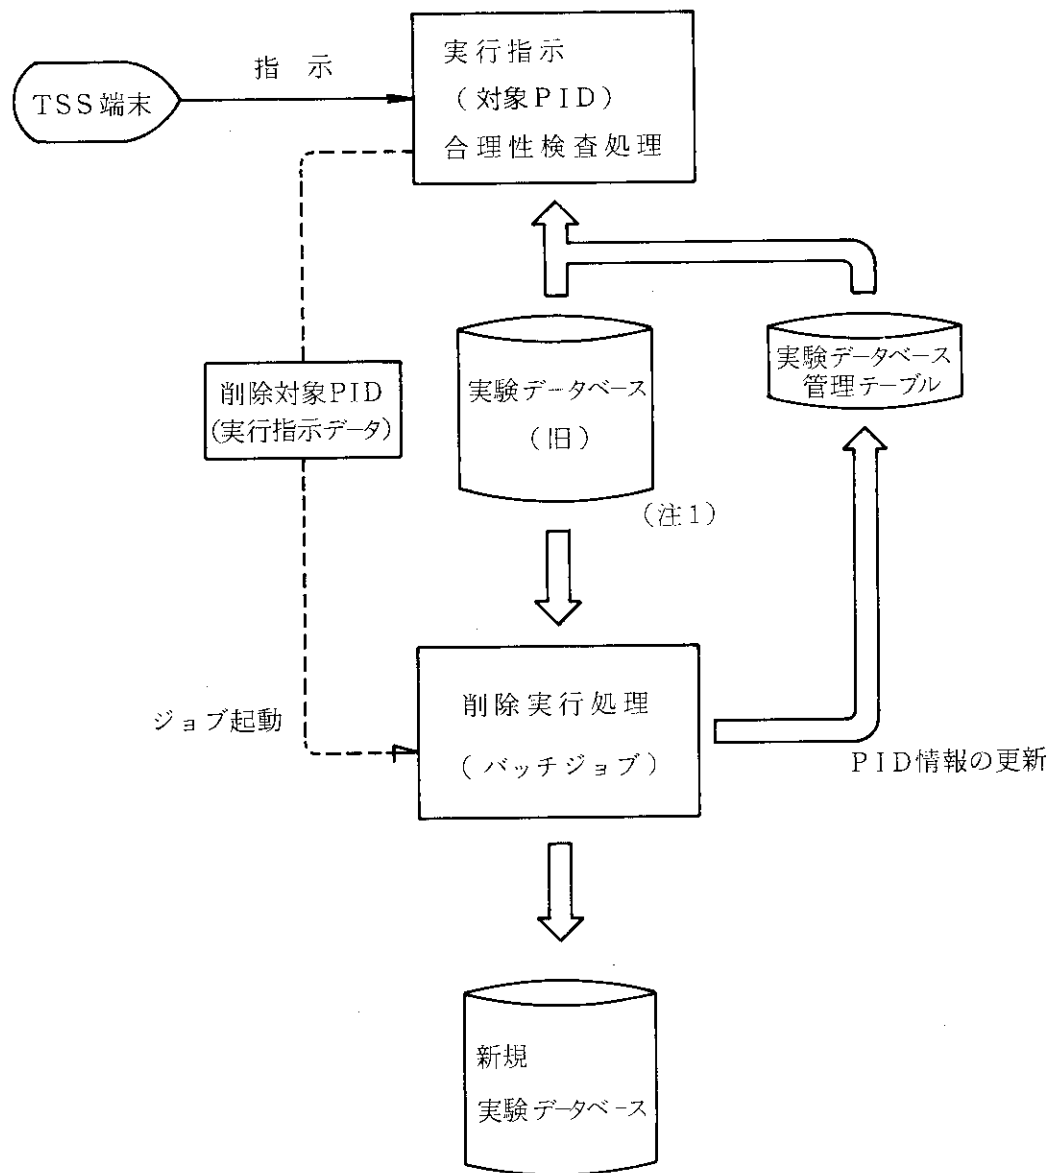 TSS端末
指示
実行指示
(対象PID)
合理性検査処理
削除対象PID
(実行指示データ)
実験データベース
(旧)
(注1)
実験データベース
管理テーブル
ジョブ起動
削除実行処理
(バッチジョブ)
PID情報の更新
新規
実験データベース